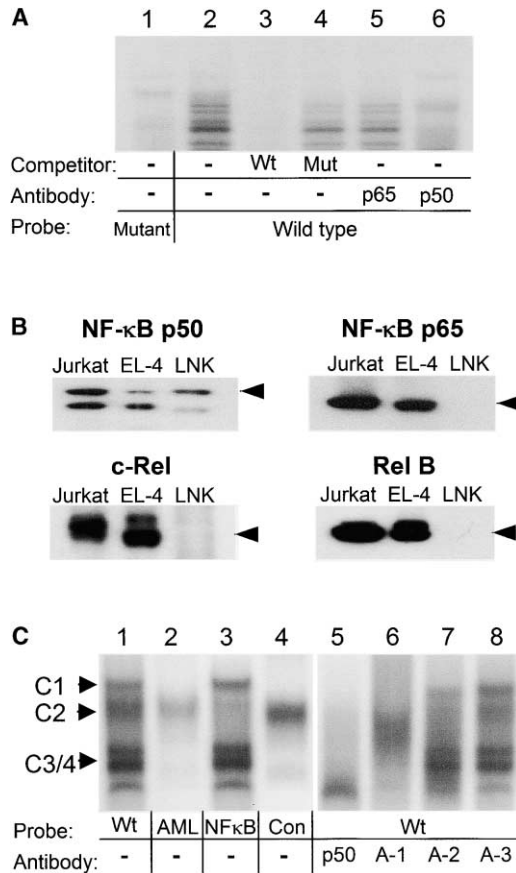 A
1 2 3 4 5 6
Competitor: - - Wt Mut - -
Antibody: - - - - p65 p50
Probe: Mutant Wild type
B
NF-κB p50 NF-κB p65
Jurkat EL-4 LNK Jurkat EL-4 LNK
c-Rel Rel B
Jurkat EL-4 LNK Jurkat EL-4 LNK
C
1 2 3 4 5 6 7 8
C1
C2
C3/4
Probe: Wt AML NFκB Con Wt
Antibody: - - - - p50 A-1 A-2 A-3